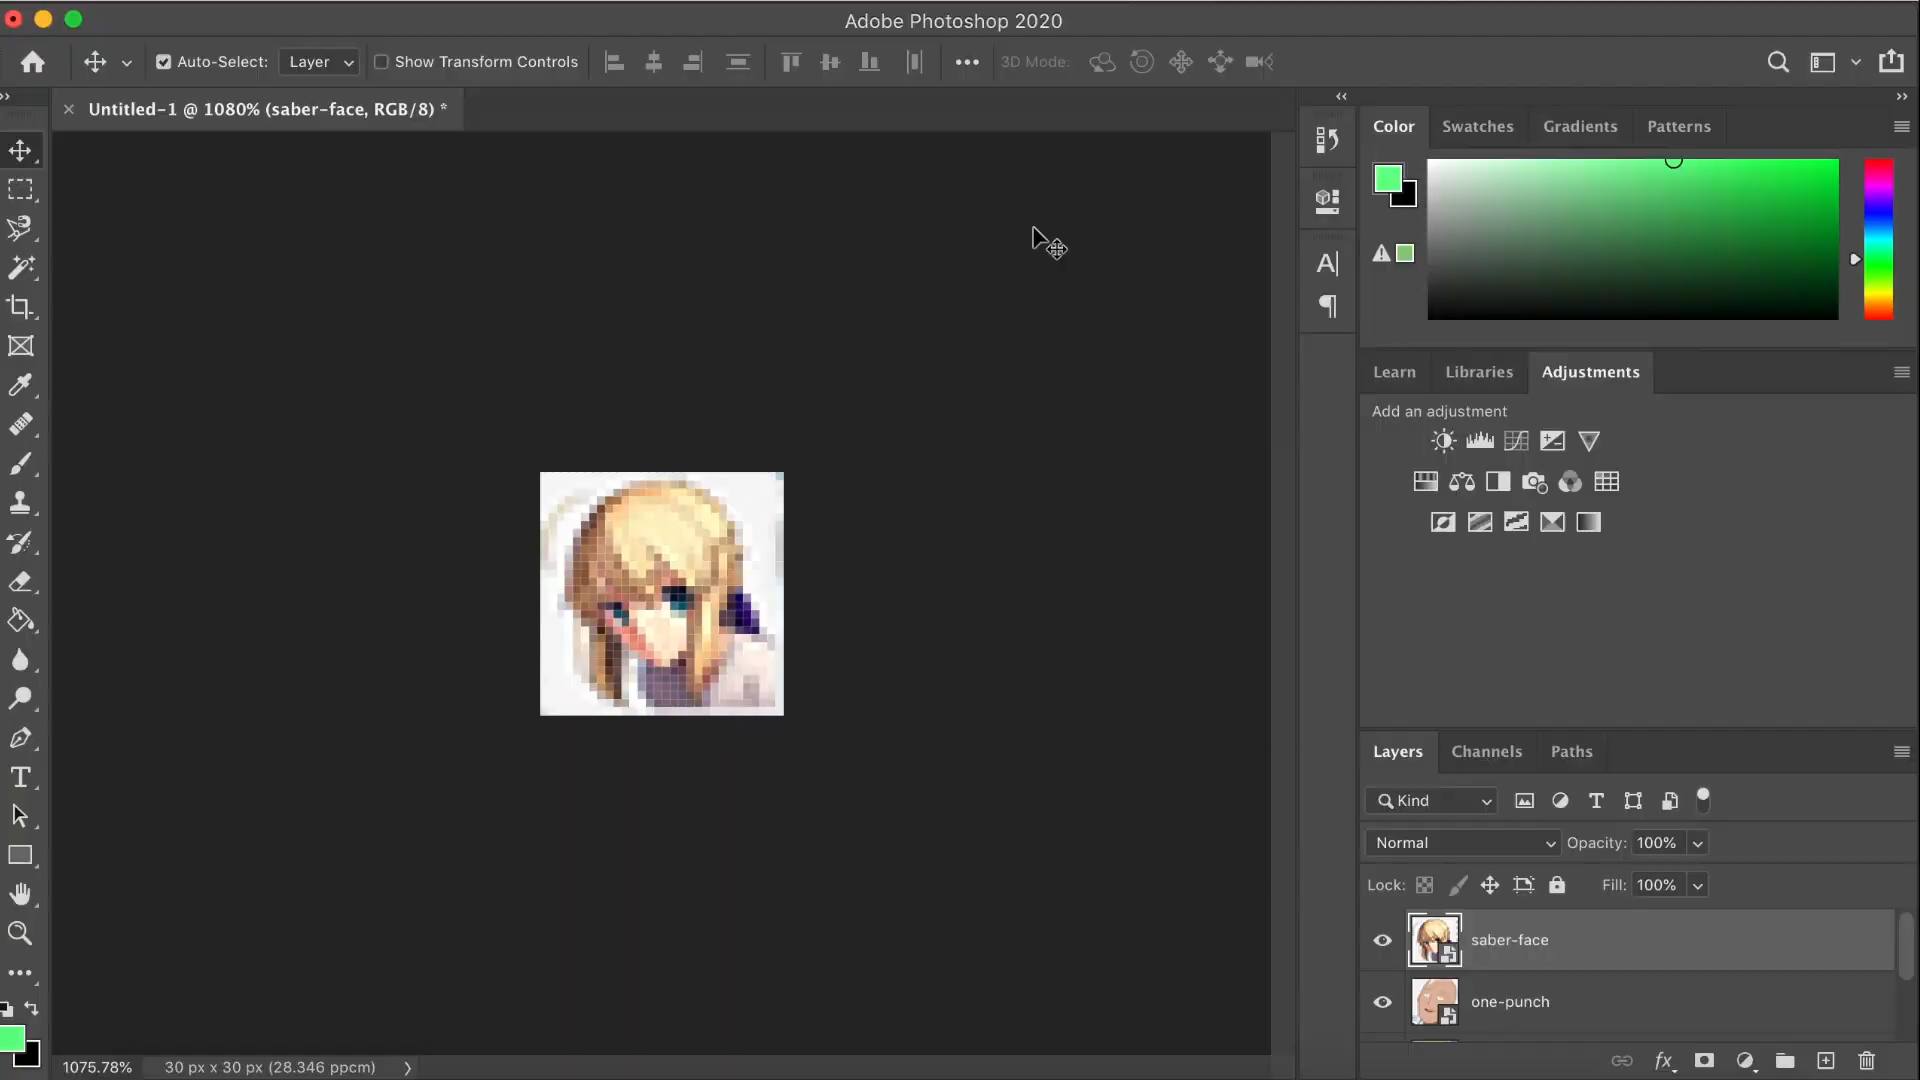 Adobe Photoshop 2020
Auto-Select: Layer Show Transform Controls 3D Mode:
Untitled-1 @ 1080% (saber-face, RGB/8) *
Color Swatches Gradients Patterns
Learn Libraries Adjustments
Add an adjustment
Layers Channels Paths
Kind
Normal Opacity: 100%
Lock: Fill: 100%
saber-face
one-punch
1075.78% 30 px x 30 px (28.346 ppcm)